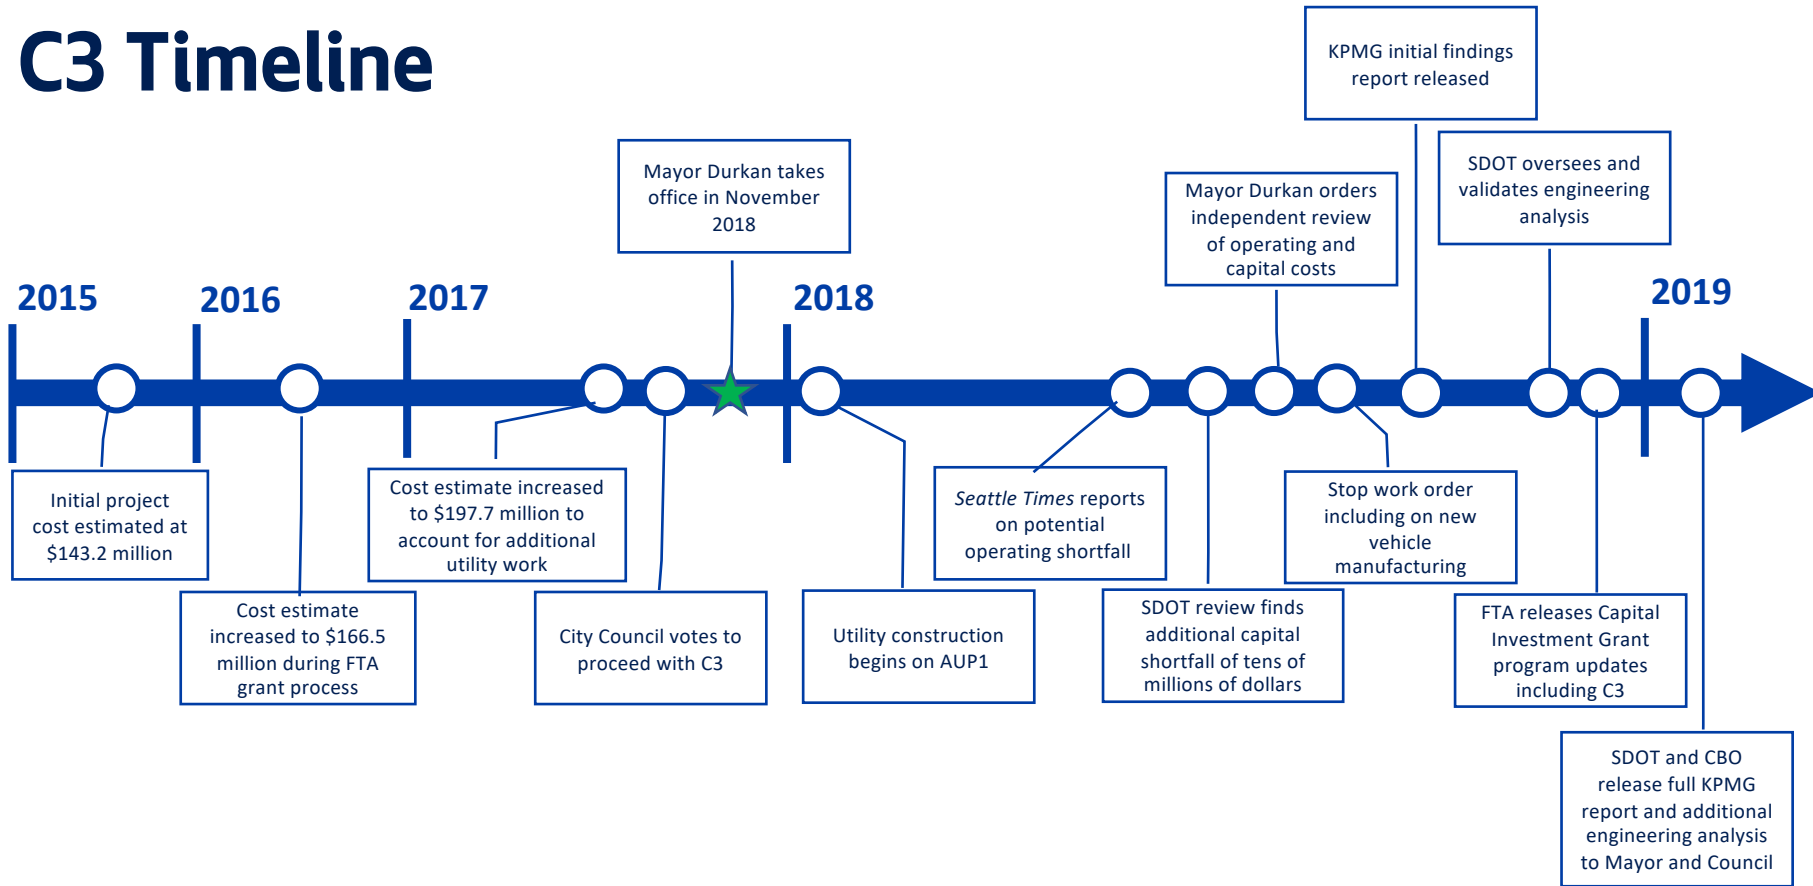 C3 Timeline
KPMG initial findings
report released
Mayor Durkan takes
office in November
2018
Mayor Durkan orders
independent review
of operating and
capital costs
SDOT oversees and
validates engineering
analysis
2015
2016
2017
2018
2019
Initial project
cost estimated at
$143.2 million
Cost estimate
increased to $166.5
million during FTA
grant process
Cost estimate increased
to $197.7 million to
account for additional
utility work
City Council votes to
proceed with C3
Utility construction
begins on AUP1
Seattle Times reports
on potential
operating shortfall
SDOT review finds
additional capital
shortfall of tens of
millions of dollars
Stop work order
including on new
vehicle
manufacturing
FTA releases Capital
Investment Grant
program updates
including C3
SDOT and CBO
release full KPMG
report and additional
engineering analysis
to Mayor and Council